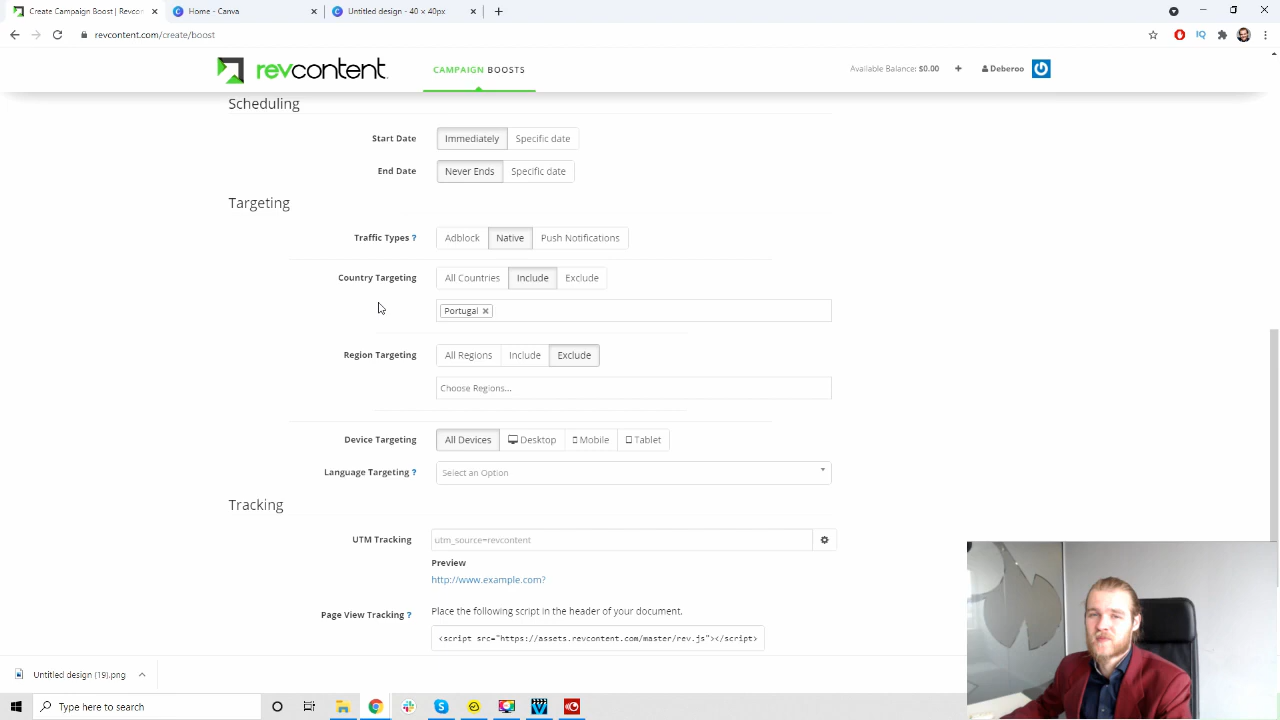 Create Campaign Boost - Revcont
Home - Canva
Untitled design - 40 x 40px
revcontent.com/create/boost
IQ
revcontent.
CAMPAIGN BOOSTS
Available Balance: $0.00
Deberoo
Scheduling
Start Date
Immediately
Specific date
End Date
Never Ends
Specific date
Targeting
Traffic Types ?
Adblock
Native
Push Notifications
Country Targeting
All Countries
Include
Exclude
Portugal
Region Targeting
All Regions
Include
Exclude
Choose Regions...
Device Targeting
All Devices
Desktop
Mobile
Tablet
Language Targeting ?
Select an Option
Tracking
UTM Tracking
utm_source=revcontent
Preview
http://www.example.com?
Page View Tracking ?
Place the following script in the header of your document.
<script src="https://assets.revcontent.com/master/rev.js"></script>
Untitled design (19).png
Type here to search